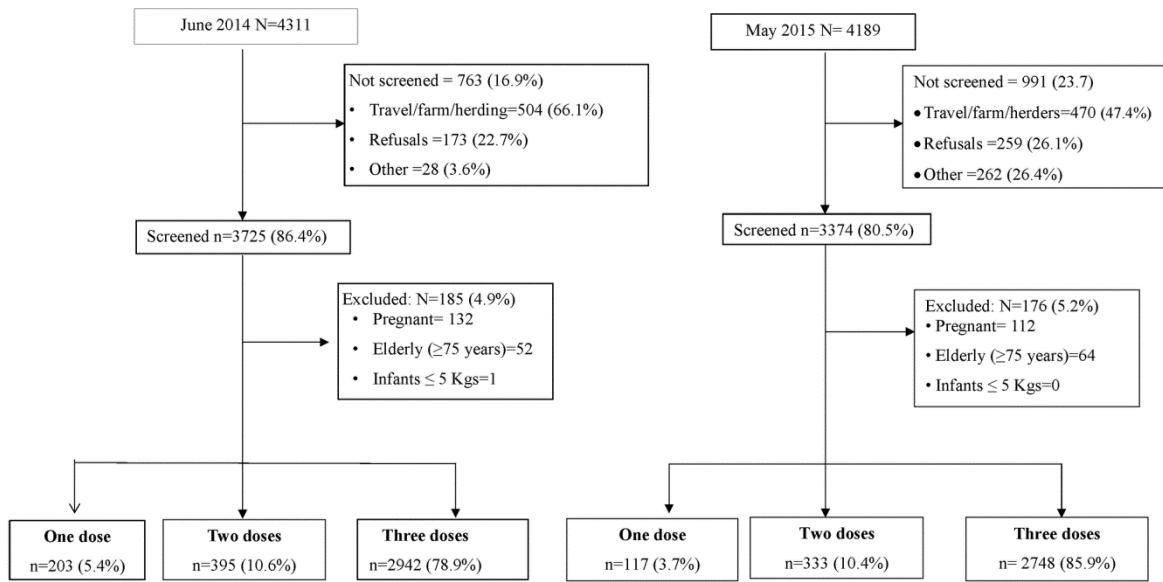 June 2014 N=4311
Not screened = 763 (16.9%)
• Travel/farm/herding=504 (66.1%)
• Refusals =173 (22.7%)
• Other =28 (3.6%)
Screened n=3725 (86.4%)
Excluded: N=185 (4.9%)
• Pregnant= 132
• Elderly (≥75 years)=52
• Infants ≤ 5 Kgs=1
One dose
n=203 (5.4%)
Two doses
n=395 (10.6%)
Three doses
n=2942 (78.9%)
May 2015 N= 4189
Not screened = 991 (23.7)
●Travel/farm/herders=470 (47.4%)
●Refusals =259 (26.1%)
●Other =262 (26.4%)
Screened n=3374 (80.5%)
Excluded: N=176 (5.2%)
• Pregnant= 112
• Elderly (≥75 years)=64
• Infants ≤ 5 Kgs=0
One dose
n=117 (3.7%)
Two doses
n=333 (10.4%)
Three doses
n= 2748 (85.9%)